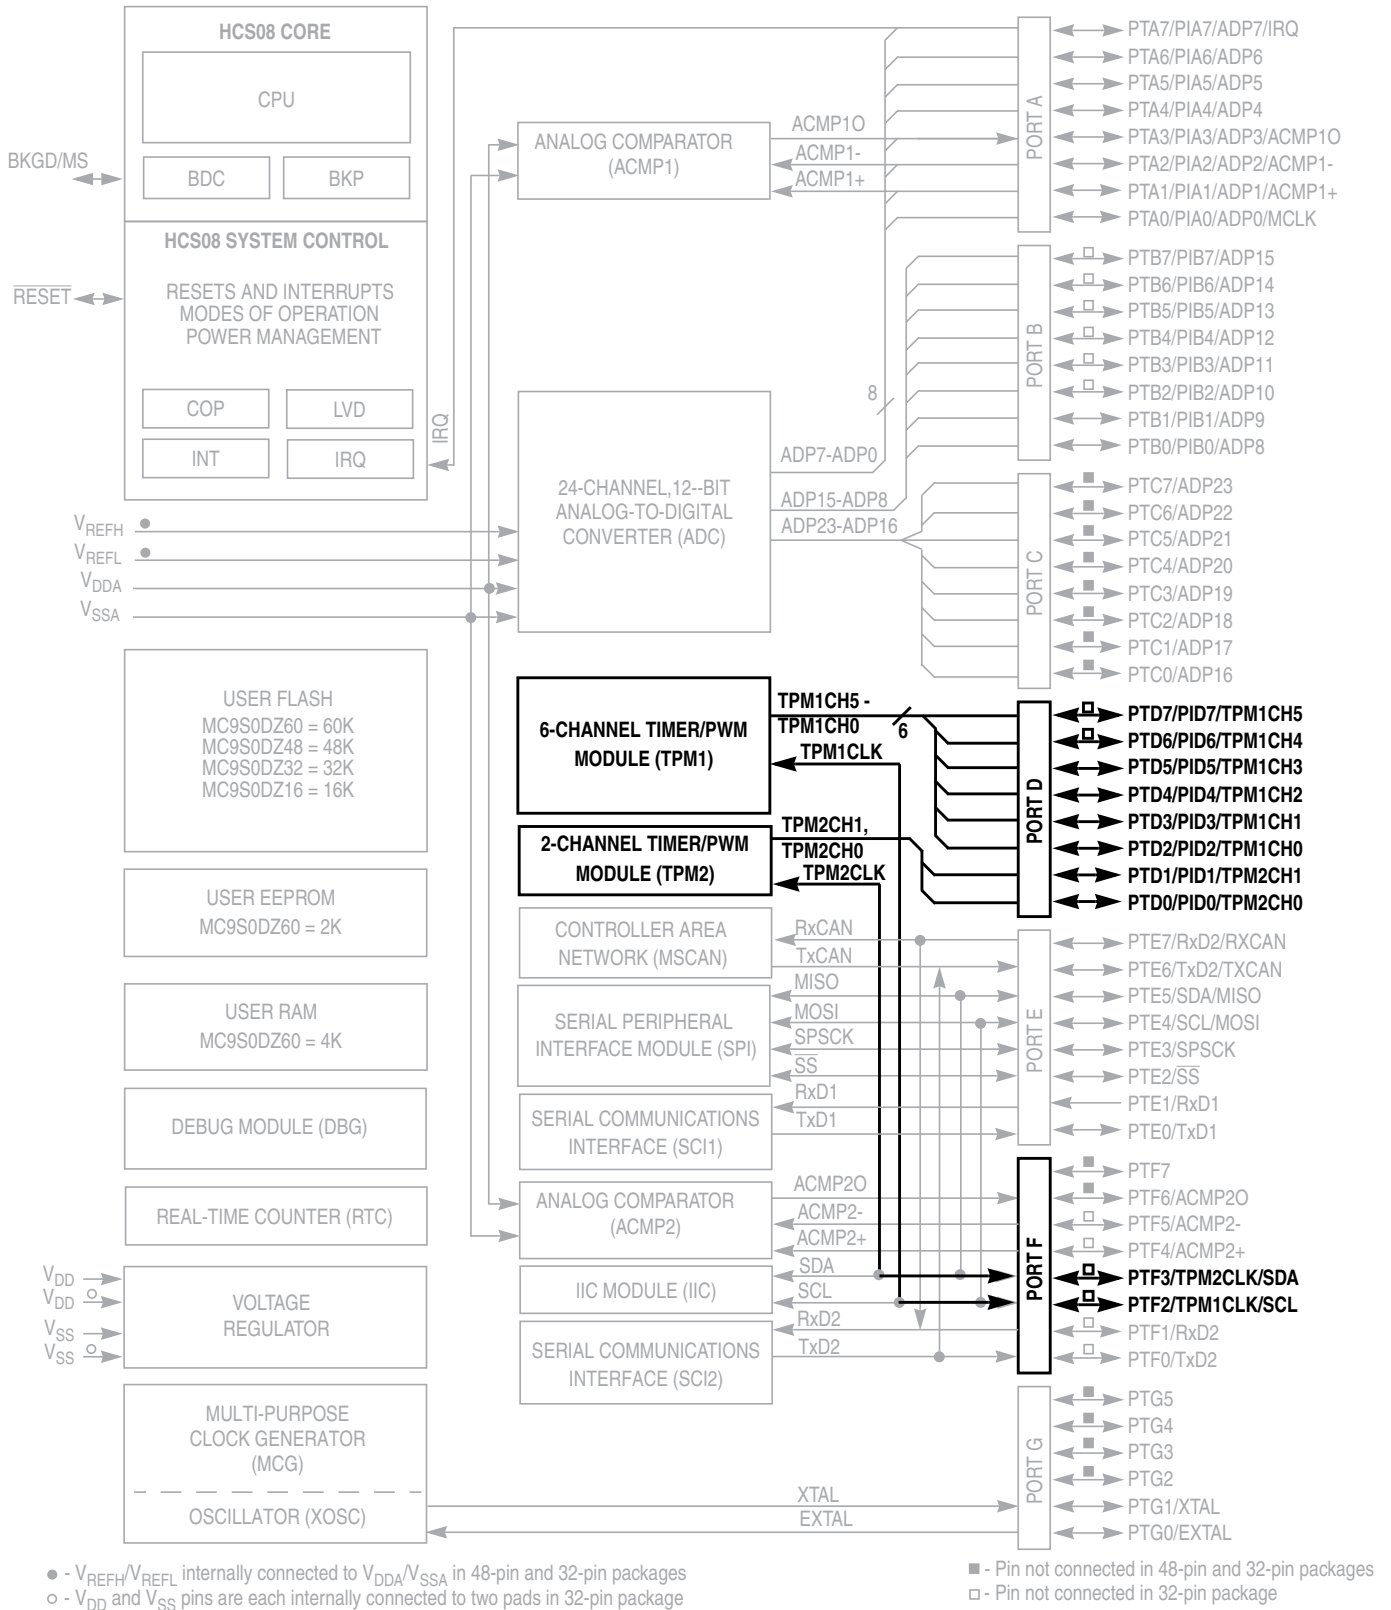 HCS08 CORE
CPU
BDC
BKP
BKGD/MS
HCS08 SYSTEM CONTROL
RESETS AND INTERRUPTS
MODES OF OPERATION
POWER MANAGEMENT
COP
LVD
INT
IRQ
RESET
IRQ
VREFH
VREFL
VDDA
VSSA
USER FLASH
MC9S0DZ60 = 60K
MC9S0DZ48 = 48K
MC9S0DZ32 = 32K
MC9S0DZ16 = 16K
USER EEPROM
MC9S0DZ60 = 2K
USER RAM
MC9S0DZ60 = 4K
DEBUG MODULE (DBG)
REAL-TIME COUNTER (RTC)
VDD
VDD
VSS
VSS
VOLTAGE
REGULATOR
MULTI-PURPOSE
CLOCK GENERATOR
(MCG)
OSCILLATOR (XOSC)
ANALOG COMPARATOR
(ACMP1)
ACMP1O
ACMP1-
ACMP1+
24-CHANNEL,12--BIT
ANALOG-TO-DIGITAL
CONVERTER (ADC)
8
ADP7-ADP0
ADP15-ADP8
ADP23-ADP16
6-CHANNEL TIMER/PWM
MODULE (TPM1)
TPM1CH5 -
TPM1CH0
6
TPM1CLK
2-CHANNEL TIMER/PWM
MODULE (TPM2)
TPM2CH1,
TPM2CH0
TPM2CLK
CONTROLLER AREA
NETWORK (MSCAN)
RxCAN
TxCAN
SERIAL PERIPHERAL
INTERFACE MODULE (SPI)
MISO
MOSI
SPSCK
SS
SERIAL COMMUNICATIONS
INTERFACE (SCI1)
RxD1
TxD1
ANALOG COMPARATOR
(ACMP2)
ACMP2O
ACMP2-
ACMP2+
IIC MODULE (IIC)
SDA
SCL
SERIAL COMMUNICATIONS
INTERFACE (SCI2)
RxD2
TxD2
XTAL
EXTAL
PORT A
PTA7/PIA7/ADP7/IRQ
PTA6/PIA6/ADP6
PTA5/PIA5/ADP5
PTA4/PIA4/ADP4
PTA3/PIA3/ADP3/ACMP1O
PTA2/PIA2/ADP2/ACMP1-
PTA1/PIA1/ADP1/ACMP1+
PTA0/PIA0/ADP0/MCLK
PORT B
PTB7/PIB7/ADP15
PTB6/PIB6/ADP14
PTB5/PIB5/ADP13
PTB4/PIB4/ADP12
PTB3/PIB3/ADP11
PTB2/PIB2/ADP10
PTB1/PIB1/ADP9
PTB0/PIB0/ADP8
PORT C
PTC7/ADP23
PTC6/ADP22
PTC5/ADP21
PTC4/ADP20
PTC3/ADP19
PTC2/ADP18
PTC1/ADP17
PTC0/ADP16
PORT D
PTD7/PID7/TPM1CH5
PTD6/PID6/TPM1CH4
PTD5/PID5/TPM1CH3
PTD4/PID4/TPM1CH2
PTD3/PID3/TPM1CH1
PTD2/PID2/TPM1CH0
PTD1/PID1/TPM2CH1
PTD0/PID0/TPM2CH0
PORT E
PTE7/RxD2/RXCAN
PTE6/TxD2/TXCAN
PTE5/SDA/MISO
PTE4/SCL/MOSI
PTE3/SPSCK
PTE2/SS
PTE1/RxD1
PTE0/TxD1
PORT F
PTF7
PTF6/ACMP2O
PTF5/ACMP2-
PTF4/ACMP2+
PTF3/TPM2CLK/SDA
PTF2/TPM1CLK/SCL
PTF1/RxD2
PTF0/TxD2
PORT G
PTG5
PTG4
PTG3
PTG2
PTG1/XTAL
PTG0/EXTAL
● - VREFH/VREFL internally connected to VDDA/VSSA in 48-pin and 32-pin packages
○ - VDD and VSS pins are each internally connected to two pads in 32-pin package
■ - Pin not connected in 48-pin and 32-pin packages
□ - Pin not connected in 32-pin package